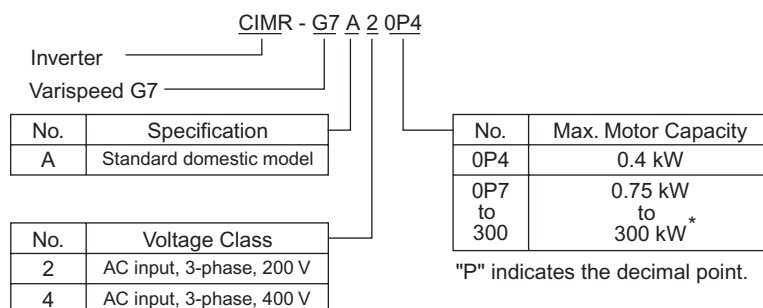 CIMR - G7 A 2 0P4
Inverter
Varispeed G7
No. Specification
A Standard domestic model
No. Voltage Class
2 AC input, 3-phase, 200 V
4 AC input, 3-phase, 400 V
No. Max. Motor Capacity
0P4 0.4 kW
0P7 0.75 kW
to to
300 300 kW*
"P" indicates the decimal point.